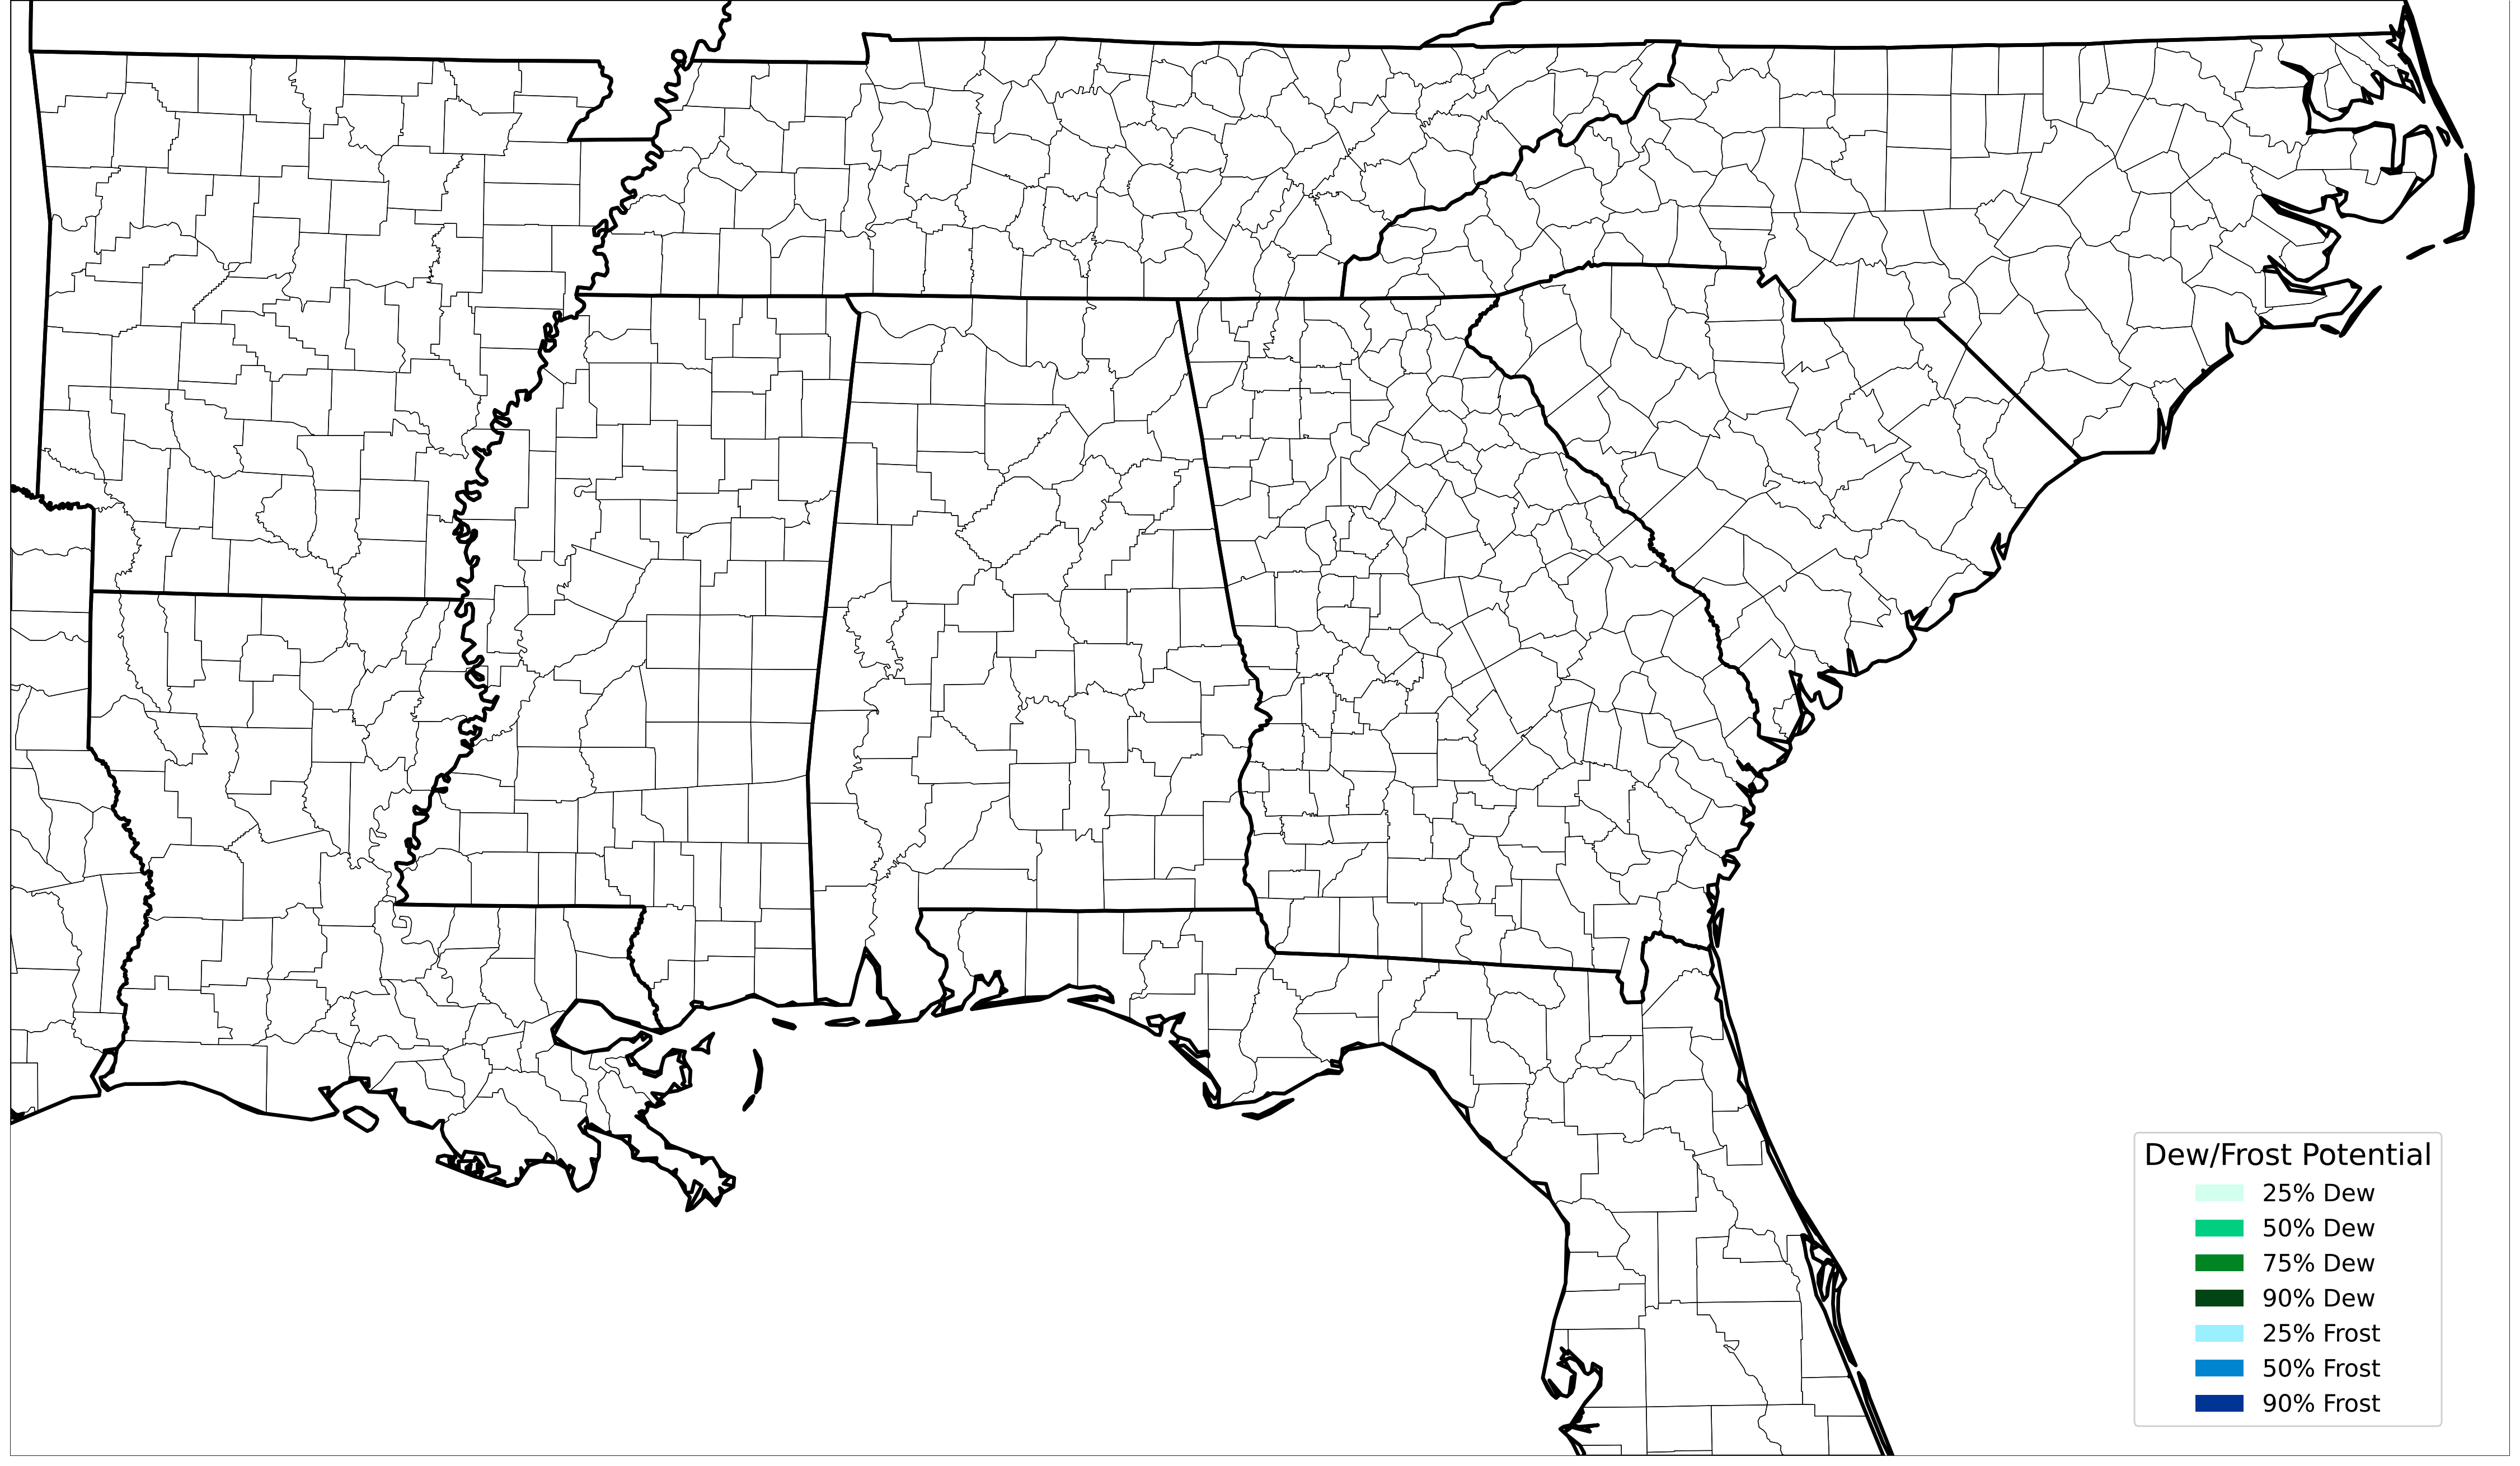 Dew/Frost Potential
25% Dew
50% Dew
75% Dew
90% Dew
25% Frost
50% Frost
90% Frost